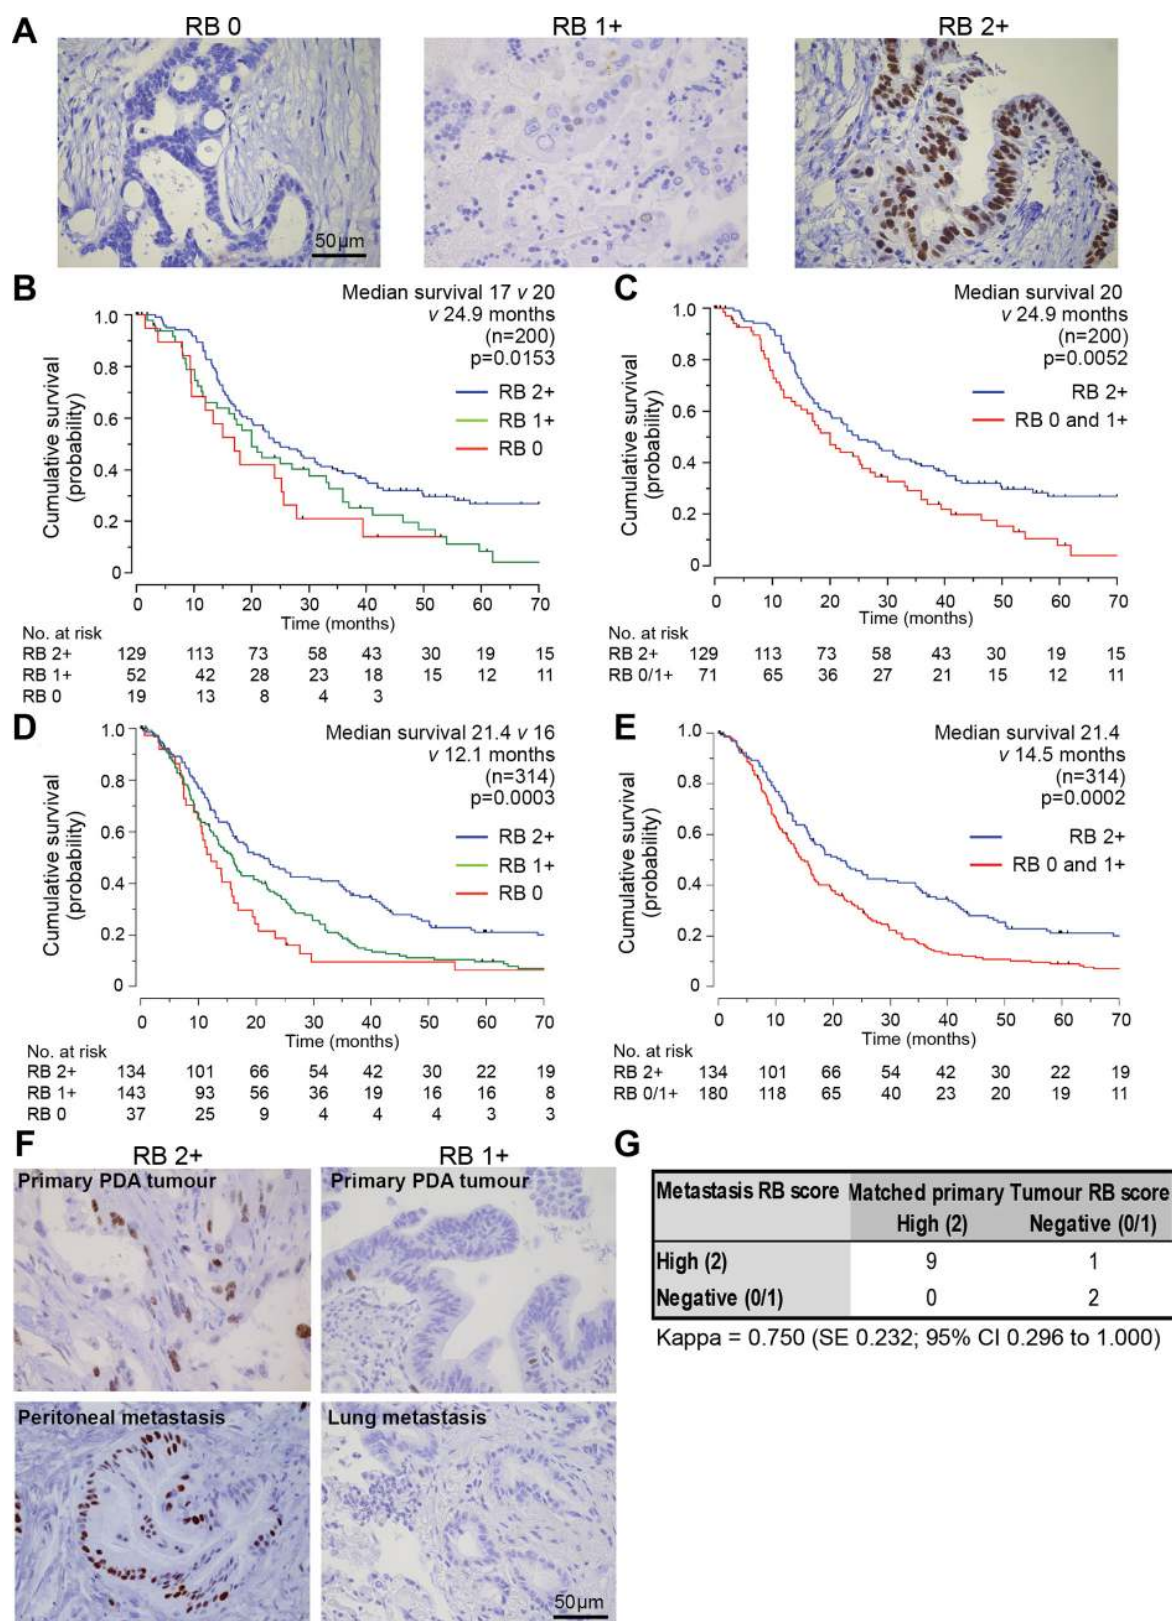 A
RB 0
RB 1+
RB 2+
50µm
B
Median survival 17 v 20
v 24.9 months
(n=200)
p=0.0153
RB 2+
RB 1+
RB 0
Cumulative survival
(probability)
1.0
0.8
0.6
0.4
0.2
0
0 10 20 30 40 50 60 70
Time (months)
No. at risk
RB 2+ 129 113 73 58 43 30 19 15
RB 1+ 52 42 28 23 18 15 12 11
RB 0 19 13 8 4 3
C
Median survival 20
v 24.9 months
(n=200)
p=0.0052
RB 2+
RB 0 and 1+
Cumulative survival
(probability)
1.0
0.8
0.6
0.4
0.2
0
0 10 20 30 40 50 60 70
Time (months)
No. at risk
RB 2+ 129 113 73 58 43 30 19 15
RB 0/1+ 71 65 36 27 21 15 12 11
D
Median survival 21.4 v 16
v 12.1 months
(n=314)
p=0.0003
RB 2+
RB 1+
RB 0
Cumulative survival
(probability)
1.0
0.8
0.6
0.4
0.2
0
0 10 20 30 40 50 60 70
Time (months)
No. at risk
RB 2+ 134 101 66 54 42 30 22 19
RB 1+ 143 93 56 36 19 16 16 8
RB 0 37 25 9 4 4 4 3 3
E
Median survival 21.4
v 14.5 months
(n=314)
p=0.0002
RB 2+
RB 0 and 1+
Cumulative survival
(probability)
1.0
0.8
0.6
0.4
0.2
0
0 10 20 30 40 50 60 70
Time (months)
No. at risk
RB 2+ 134 101 66 54 42 30 22 19
RB 0/1+ 180 118 65 40 23 20 19 11
F
RB 2+
RB 1+
Primary PDA tumour
Primary PDA tumour
Peritoneal metastasis
Lung metastasis
50µm
G
Metastasis RB score Matched primary Tumour RB score
High (2) Negative (0/1)
High (2) 9 1
Negative (0/1) 0 2
Kappa = 0.750 (SE 0.232; 95% CI 0.296 to 1.000)